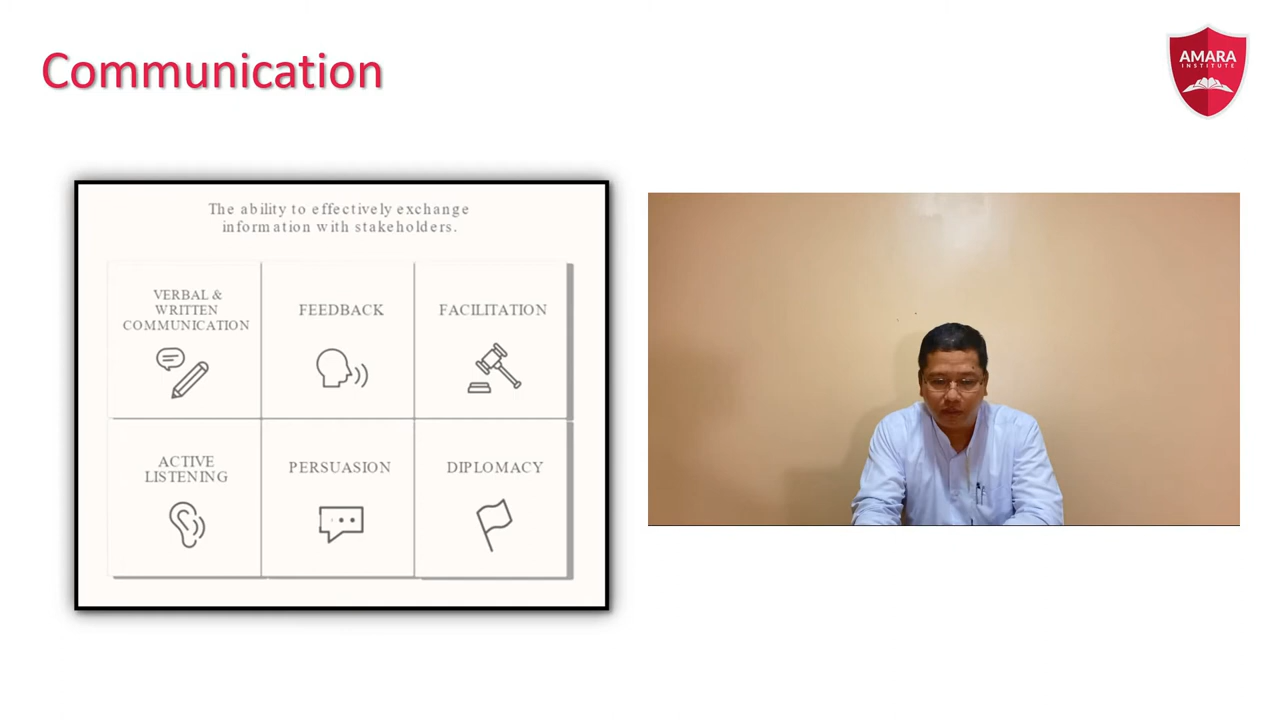 Communication
AMARA
INSTITUTE
The ability to effectively exchange
information with stakeholders.
VERBAL &
WRITTEN
COMMUNICATION
FEEDBACK
FACILITATION
ACTIVE
LISTENING
PERSUASION
DIPLOMACY